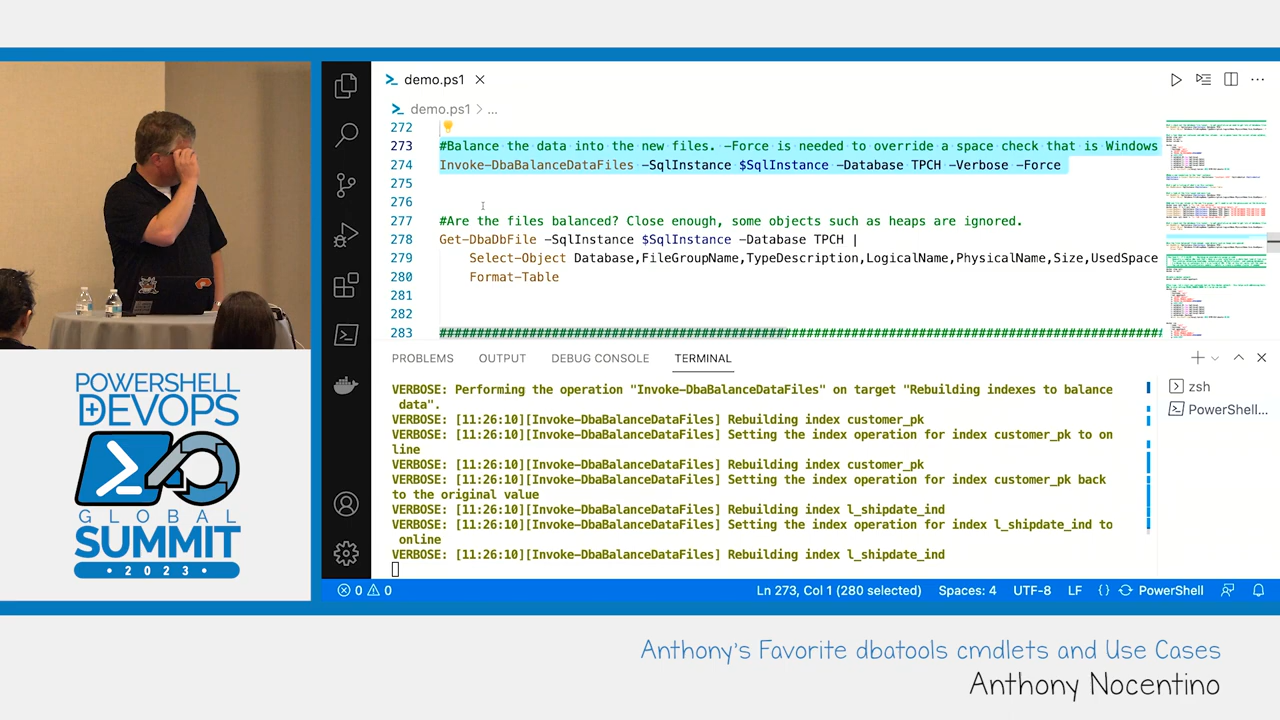 demo.ps1
demo.ps1 > ...
272
273 #Balance the data into the new files. -Force is needed to override a space check that is Windows
274 Invoke-DbaBalanceDataFiles -SqlInstance $SqlInstance -Database TPCH -Verbose -Force
275
276
277 #Aren't perfectly balanced. Close enough, some data such as heaps are ignored.
278 Get-DbaDbFile -SqlInstance $SqlInstance -Database TPCH |
279 Select-Object Database,FileGroupName,TypeDescription,LogicalName,PhysicalName,Size,UsedSpace
280 Format-Table
281
282
283 ################################################################################
PROBLEMS OUTPUT DEBUG CONSOLE TERMINAL
VERBOSE: Performing the operation "Invoke-DbaBalanceDataFiles" on target "Rebuilding indexes to balance
data".
VERBOSE: [11:26:10][Invoke-DbaBalanceDataFiles] Rebuilding index customer_pk
VERBOSE: [11:26:10][Invoke-DbaBalanceDataFiles] Setting the index operation for index customer_pk to on
line
VERBOSE: [11:26:10][Invoke-DbaBalanceDataFiles] Rebuilding index customer_pk
VERBOSE: [11:26:10][Invoke-DbaBalanceDataFiles] Setting the index operation for index customer_pk back
to the original value
VERBOSE: [11:26:10][Invoke-DbaBalanceDataFiles] Rebuilding index l_shipdate_ind
VERBOSE: [11:26:10][Invoke-DbaBalanceDataFiles] Setting the index operation for index l_shipdate_ind to
online
VERBOSE: [11:26:10][Invoke-DbaBalanceDataFiles] Rebuilding index l_shipdate_ind
zsh
PowerShell...
0 0 Ln 273, Col 1 (280 selected) Spaces: 4 UTF-8 LF {} PowerShell
POWERSHELL
+DEVOPS
GLOBAL
SUMMIT
• 2023 •
Anthony's Favorite dbatools cmdlets and Use Cases
Anthony Nocentino